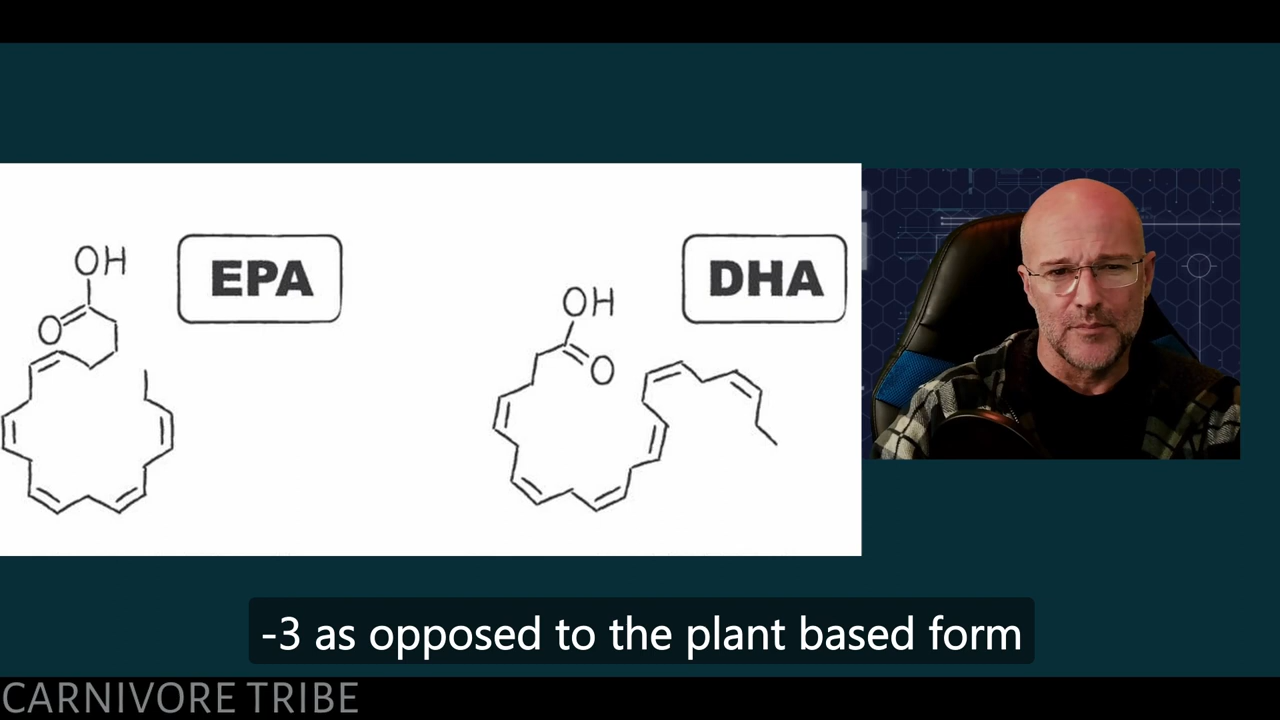 OH
EPA
O
OH
DHA
O
-3 as opposed to the plant based form
CARNIVORE TRIBE